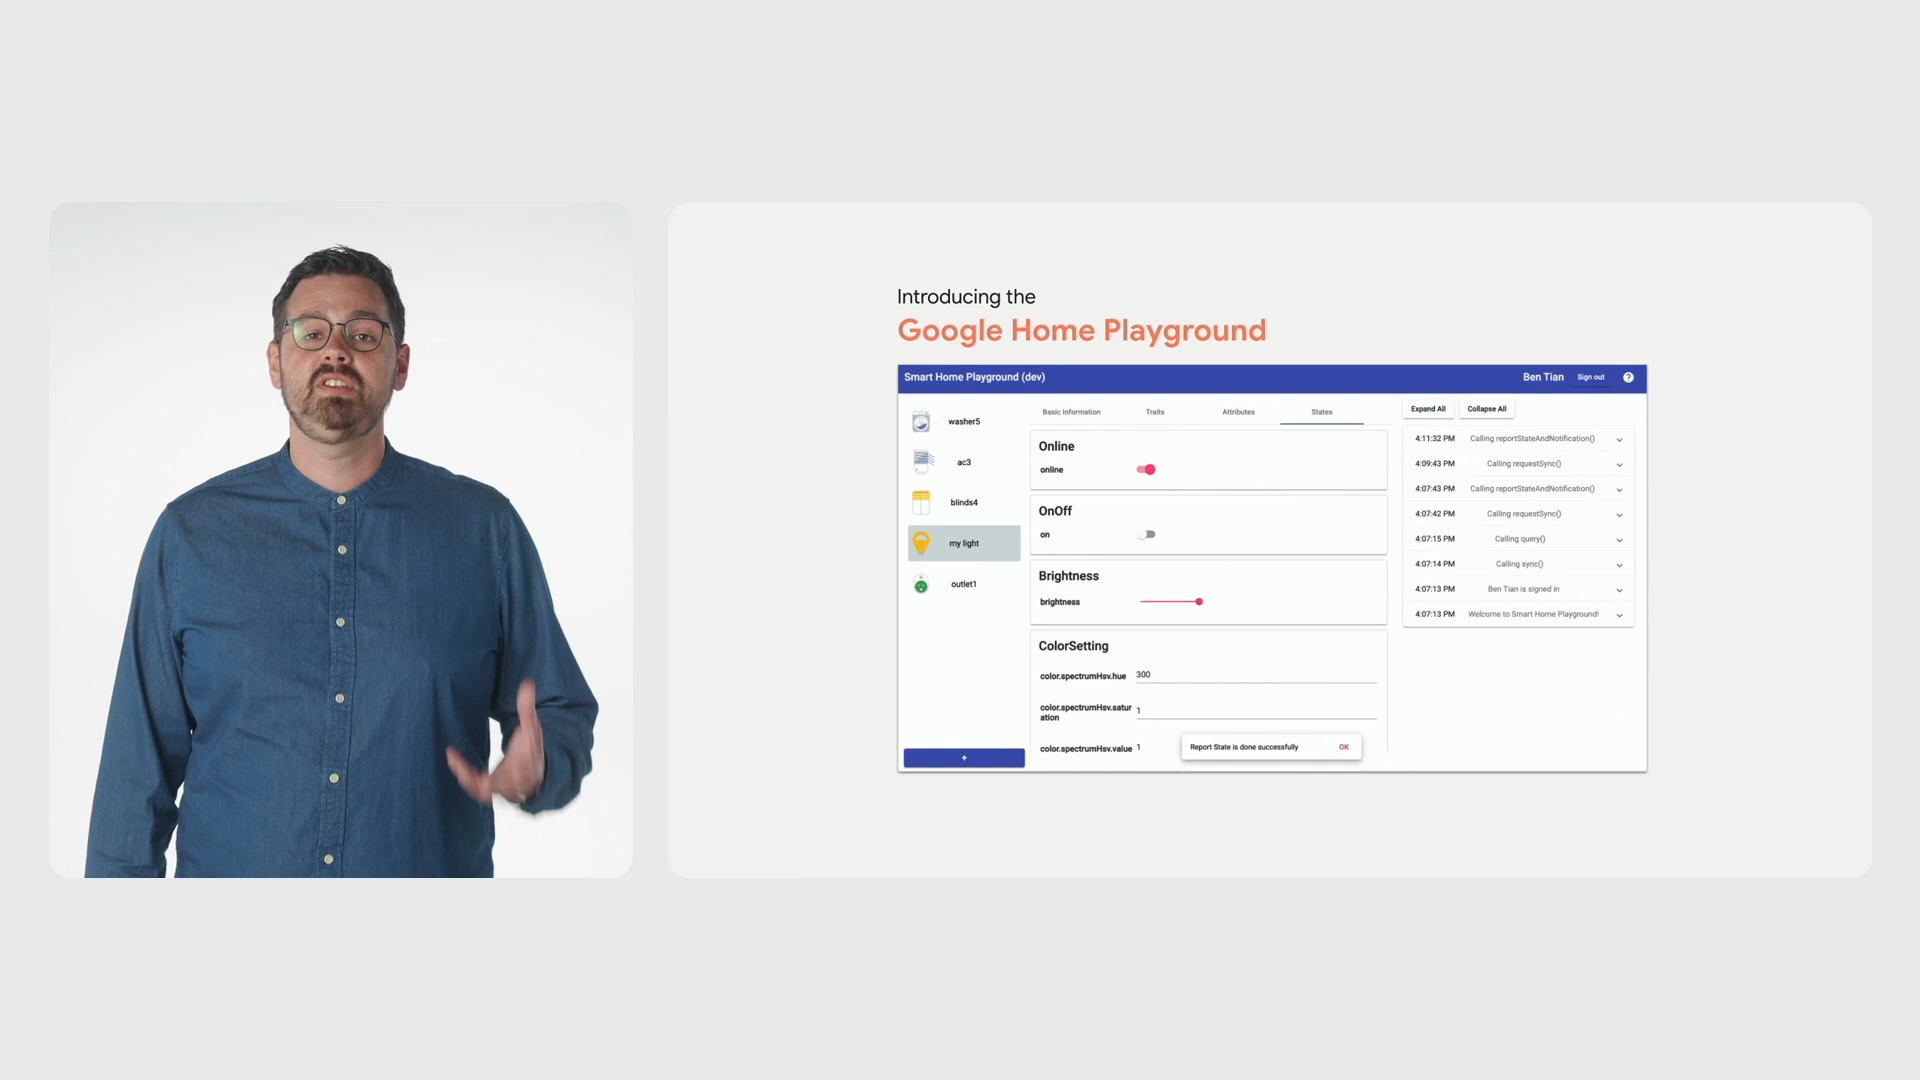 Introducing the
Google Home Playground
Smart Home Playground (dev)
Ben Tian
Sign out
?
washer5
ac3
blinds4
my light
outlet1
+
Basic Information
Traits
Attributes
States
Online
online
OnOff
on
Brightness
brightness
ColorSetting
color.spectrumHsv.hue
300
color.spectrumHsv.satur
ation
1
color.spectrumHsv.value
1
Report State is done successfully
OK
Expand All
Collapse All
4:11:32 PM Calling reportStateAndNotification()
4:09:43 PM Calling requestSync()
4:07:43 PM Calling reportStateAndNotification()
4:07:42 PM Calling requestSync()
4:07:15 PM Calling query()
4:07:14 PM Calling sync()
4:07:13 PM Ben Tian is signed in
4:07:13 PM Welcome to Smart Home Playground!